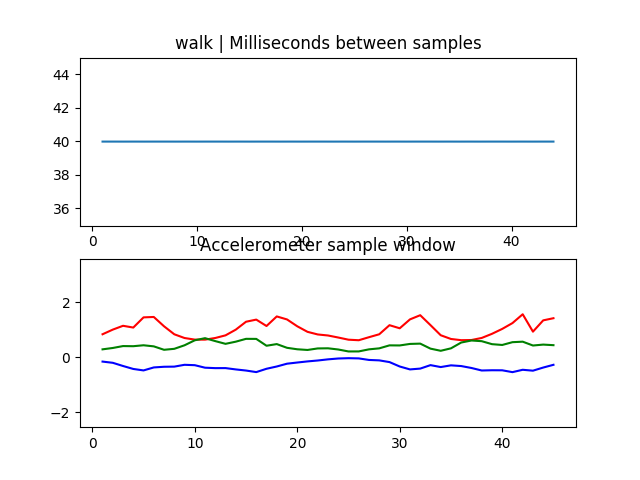 walk | Milliseconds between samples
44
42
40
38
36
0 10 20 30 40
Accelerometer sample window
2
0
−2
0 10 20 30 40